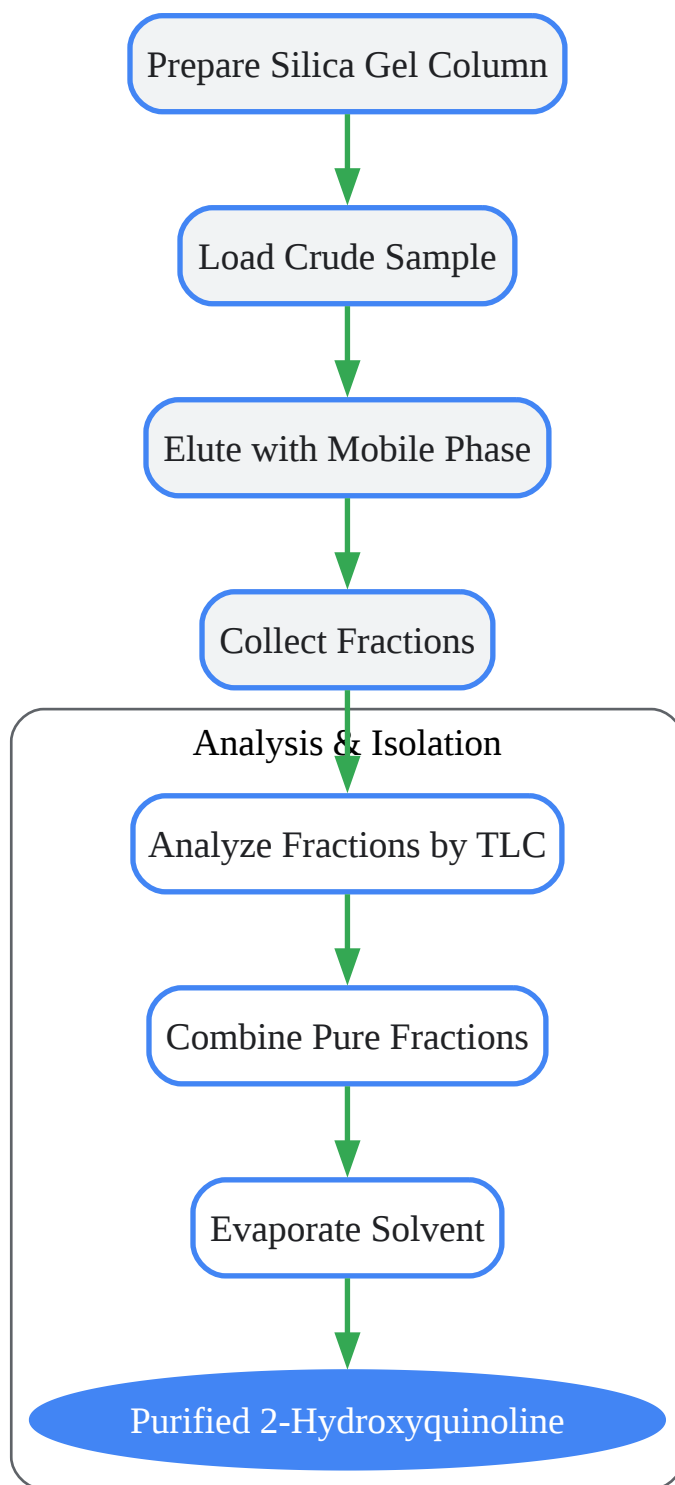 Prepare Silica Gel Column
Load Crude Sample
Elute with Mobile Phase
Collect Fractions
Analysis & Isolation
Analyze Fractions by TLC
Combine Pure Fractions
Evaporate Solvent
Purified 2-Hydroxyquinoline